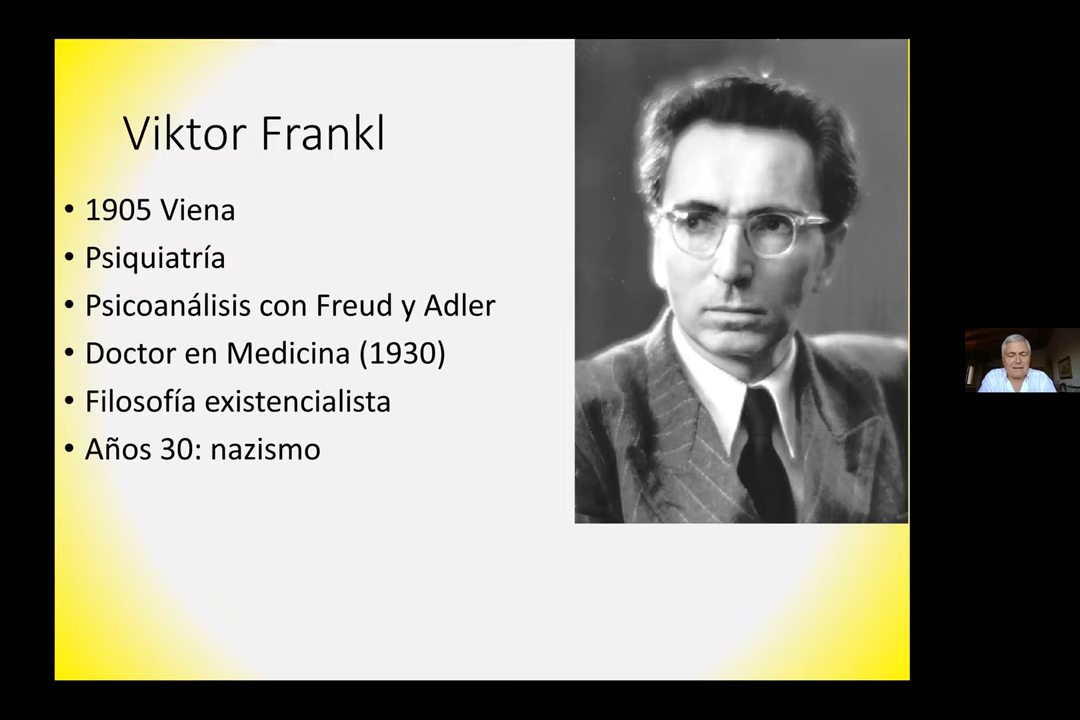 Viktor Frankl
• 1905 Viena
• Psiquiatría
• Psicoanálisis con Freud y Adler
• Doctor en Medicina (1930)
• Filosofía existencialista
• Años 30: nazismo